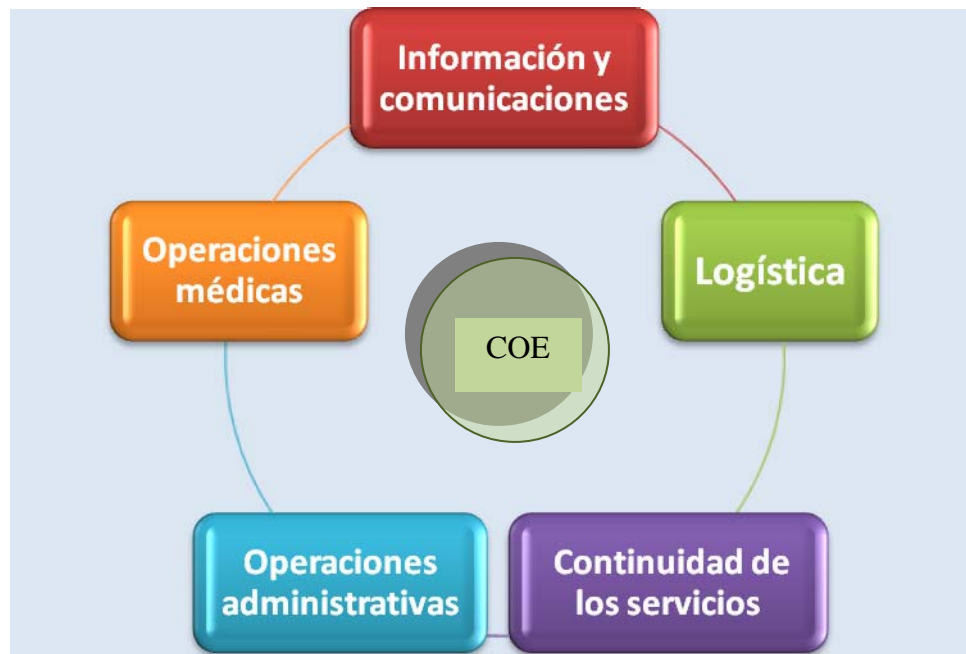 Información y
comunicaciones
Operaciones
médicas
Logística
COE
Operaciones
administrativas
Continuidad de
los servicios